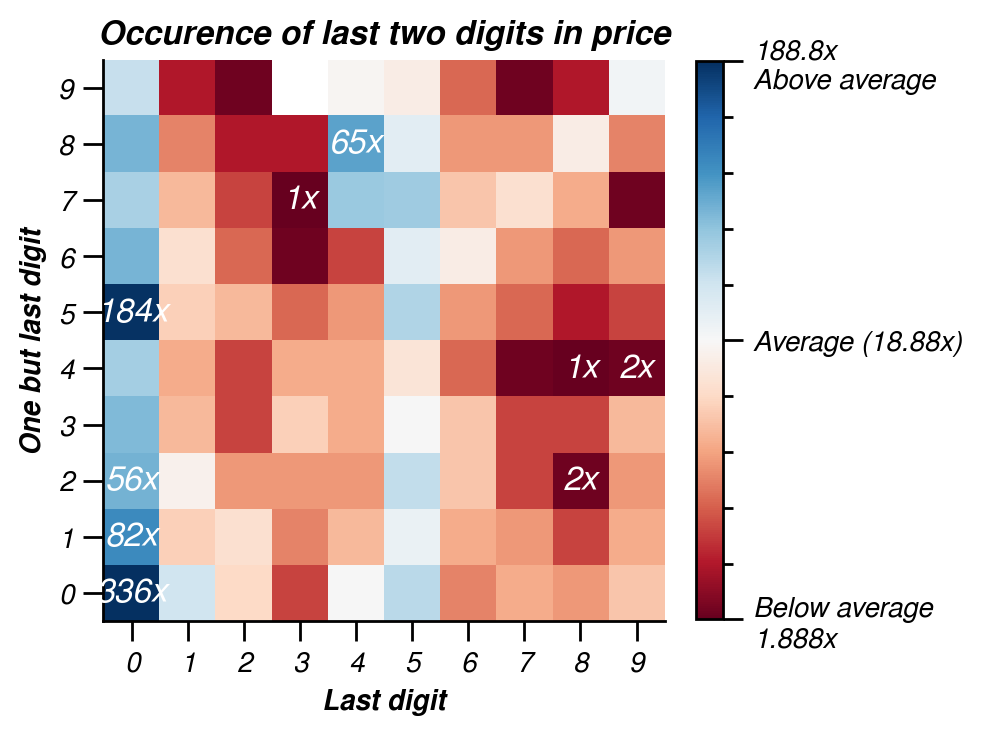 Occurence of last two digits in price
188.8x
Above average
9
8
65x
7
1x
6
5
184x
Average (18.88x)
4
1x
2x
3
2
56x
2x
1
82x
0
336x
Below average
1.888x
0 1 2 3 4 5 6 7 8 9
Last digit
One but last digit